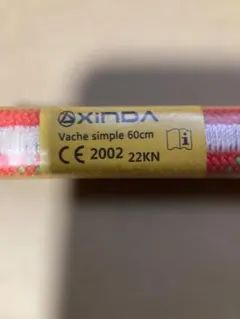 XINDA
Vache simple 60cm
CE 2002 22KN